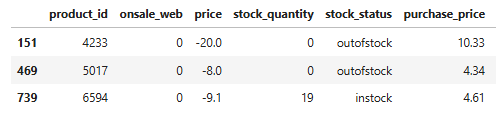 product_id onsale_web price stock_quantity stock_status purchase_price
151 4233 0 -20.0 0 outofstock 10.33
469 5017 0 -8.0 0 outofstock 4.34
739 6594 0 -9.1 19 instock 4.61